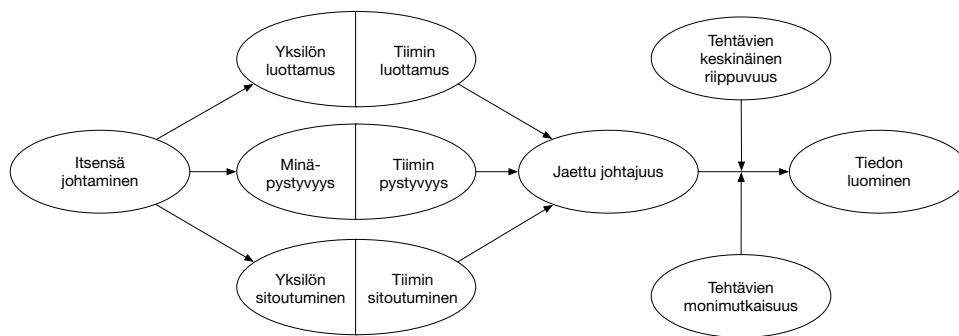 Yksilön
luottamus
Tiimin
luottamus
Tehtävien
keskinäinen
riippuvuus
Itsensä
johtaminen
Minä-
pystyvyys
Tiimin
pystyvyys
Jaettu johtajuus
Tiedon
luominen
Yksilön
sitoutuminen
Tiimin
sitoutuminen
Tehtävien
monimutkaisuus